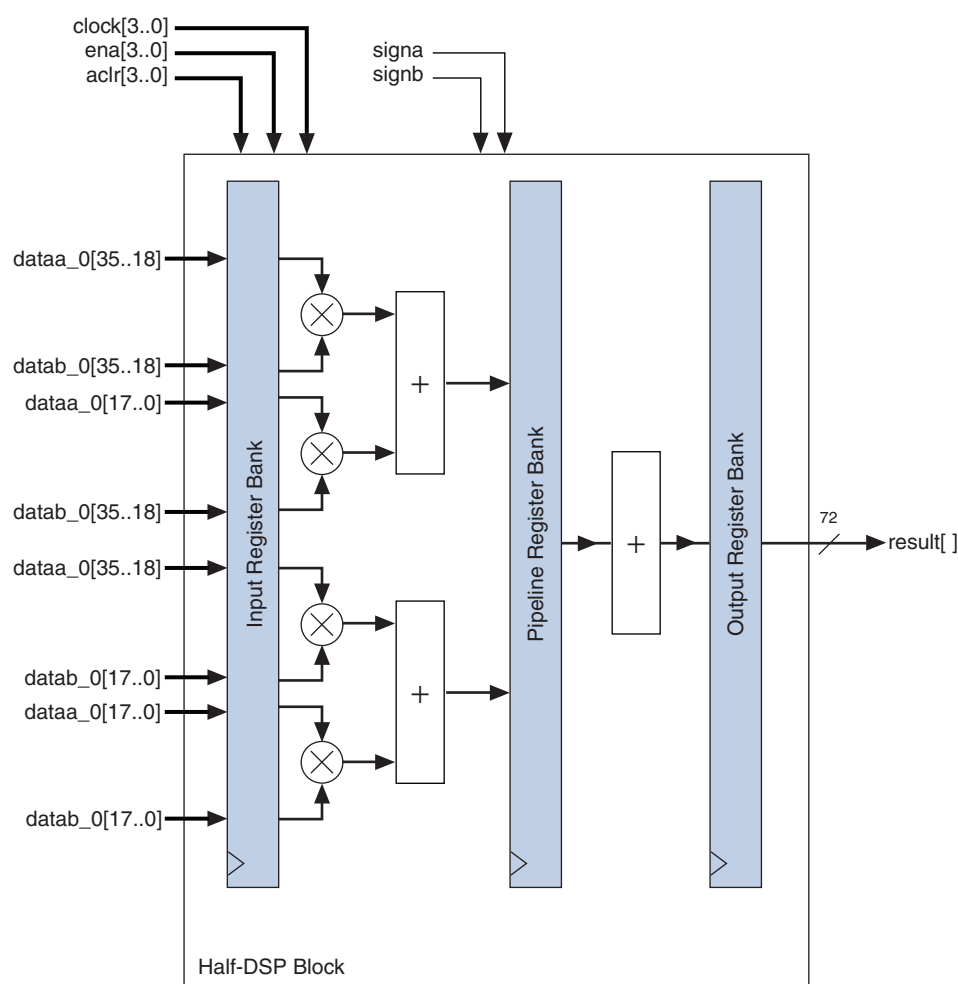 clock[3..0]
ena[3..0]
aclr[3..0]
signa
signb
dataa_0[35..18]
datab_0[35..18]
dataa_0[17..0]
datab_0[35..18]
dataa_0[35..18]
datab_0[17..0]
dataa_0[17..0]
datab_0[17..0]
Input Register Bank
+
+
Pipeline Register Bank
+
Output Register Bank
72
result[ ]
Half-DSP Block